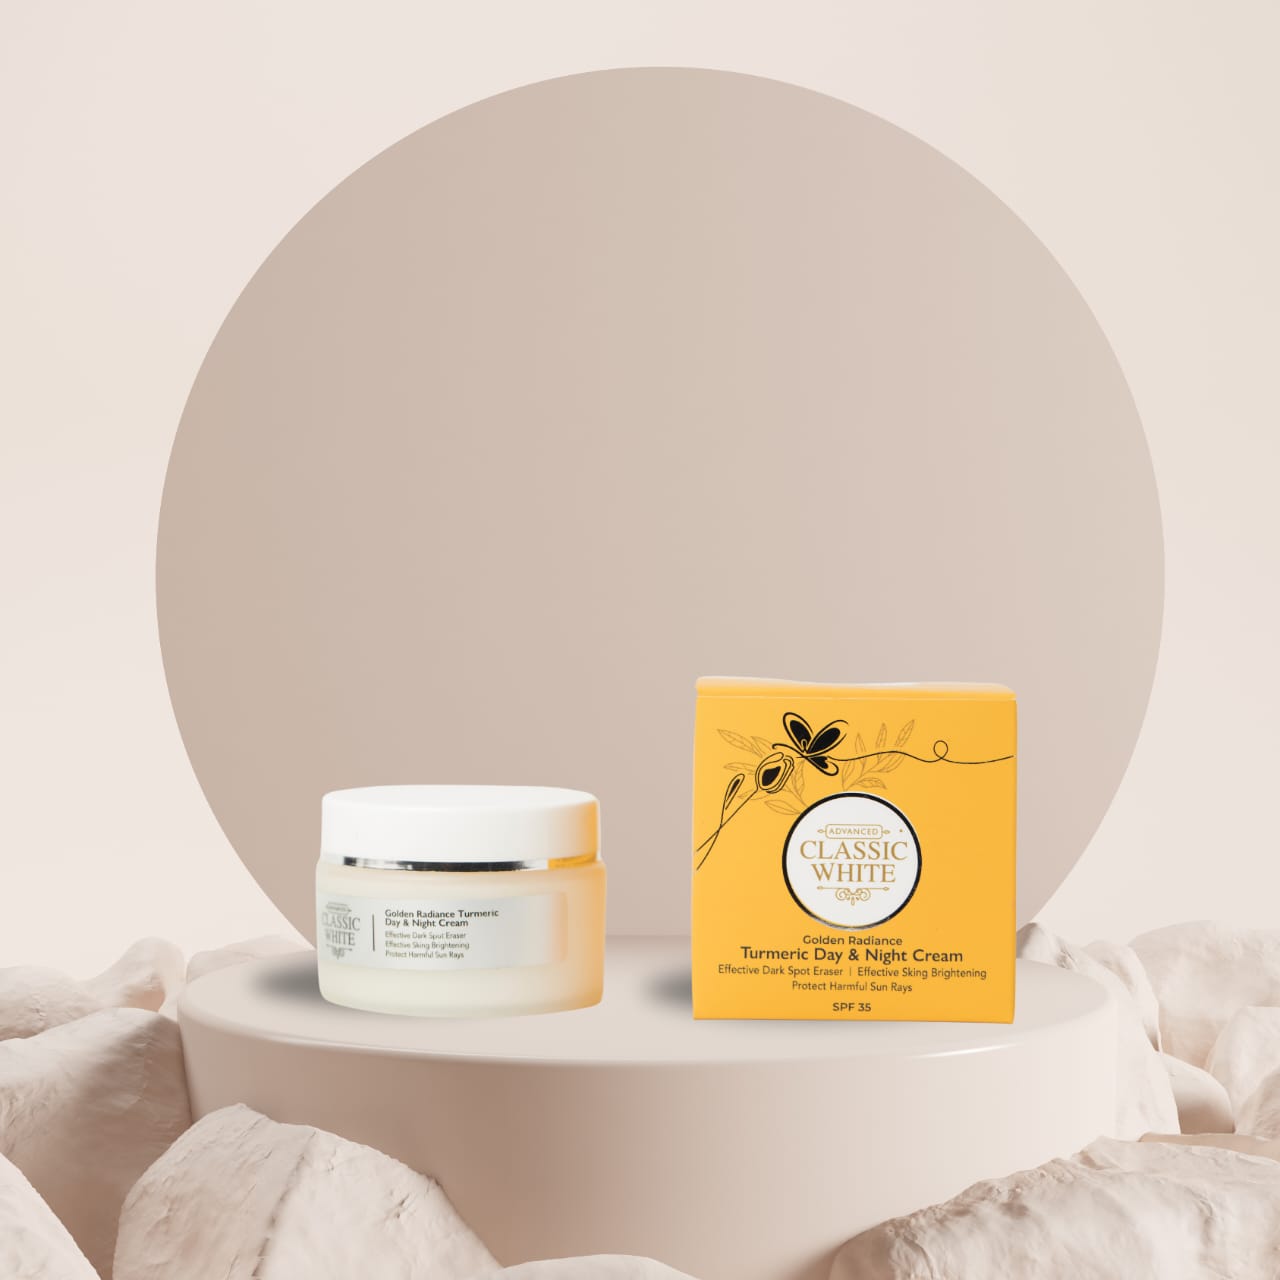 CLASSIC
WHITE
Golden Radiance Turmeric
Day & Night Cream
Effective Dark Spot Eraser
Effective Sking Brightening
Protect Harmful Sun Rays
ADVANCED
CLASSIC
WHITE
Golden Radiance
Turmeric Day & Night Cream
Effective Dark Spot Eraser | Effective Sking Brightening
Protect Harmful Sun Rays
SPF 35